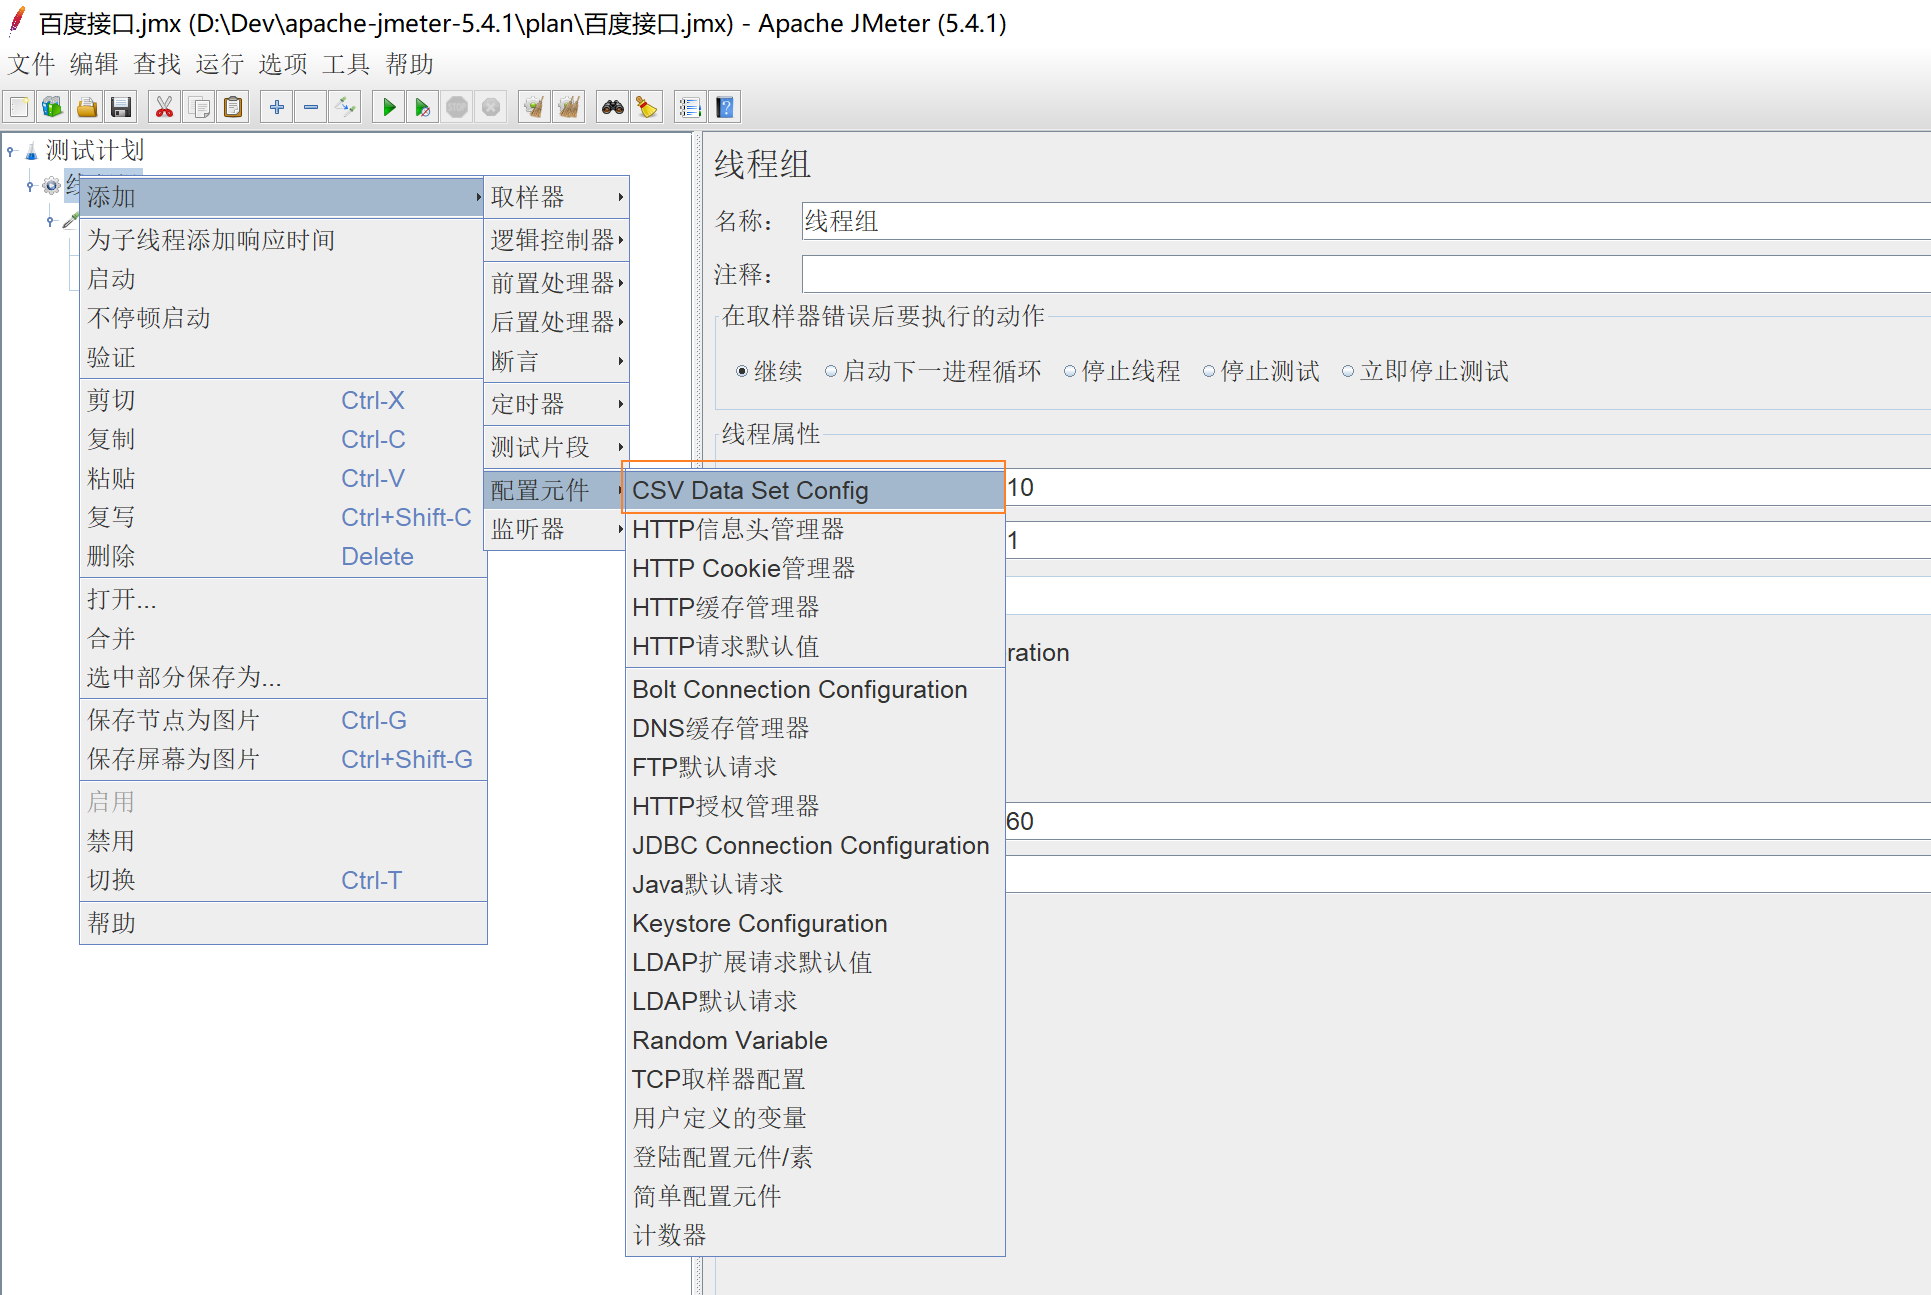 百度接口.jmx (D:\Dev\apache-jmeter-5.4.1\plan\百度接口.jmx) - Apache JMeter (5.4.1)
文件 编辑 查找 运行 选项 工具 帮助
测试计划
添加
为子线程添加响应时间
启动
不停顿启动
验证
剪切 Ctrl-X
复制 Ctrl-C
粘贴 Ctrl-V
复写 Ctrl+Shift-C
删除 Delete
打开...
合并
选中部分保存为...
保存节点为图片 Ctrl-G
保存屏幕为图片 Ctrl+Shift-G
启用
禁用
切换 Ctrl-T
帮助
取样器
逻辑控制器
前置处理器
后置处理器
断言
定时器
测试片段
配置元件
监听器
CSV Data Set Config
HTTP信息头管理器
HTTP Cookie管理器
HTTP缓存管理器
HTTP请求默认值
Bolt Connection Configuration
DNS缓存管理器
FTP默认请求
HTTP授权管理器
JDBC Connection Configuration
Java默认请求
Keystore Configuration
LDAP扩展请求默认值
LDAP默认请求
Random Variable
TCP取样器配置
用户定义的变量
登陆配置元件/素
简单配置元件
计数器
线程组
名称： 线程组
注释：
在取样器错误后要执行的动作
继续 启动下一进程循环 停止线程 停止测试 立即停止测试
线程属性
10
1
ration
60